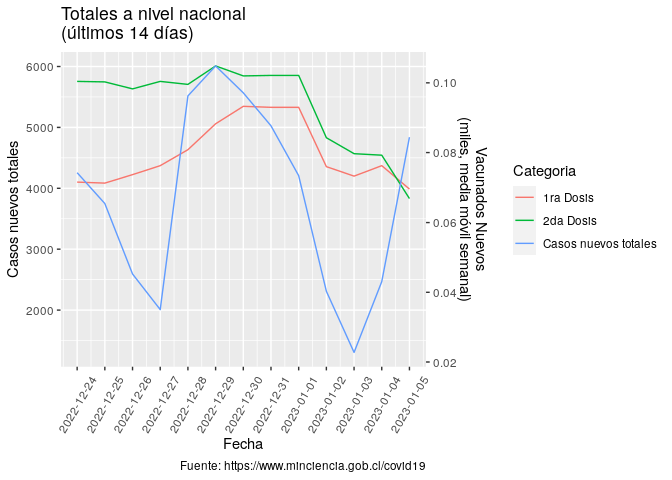 Totales a nivel nacional
(últimos 14 días)
6000
5000
4000
3000
2000
Casos nuevos totales
0.10
0.08
0.06
0.04
0.02
Vacunados Nuevos
(miles, media móvil semanal)
2022-12-24
2022-12-25
2022-12-26
2022-12-27
2022-12-28
2022-12-29
2022-12-30
2022-12-31
2023-01-01
2023-01-02
2023-01-03
2023-01-04
2023-01-05
Fecha
Categoria
1ra Dosis
2da Dosis
Casos nuevos totales
Fuente: https://www.minciencia.gob.cl/covid19